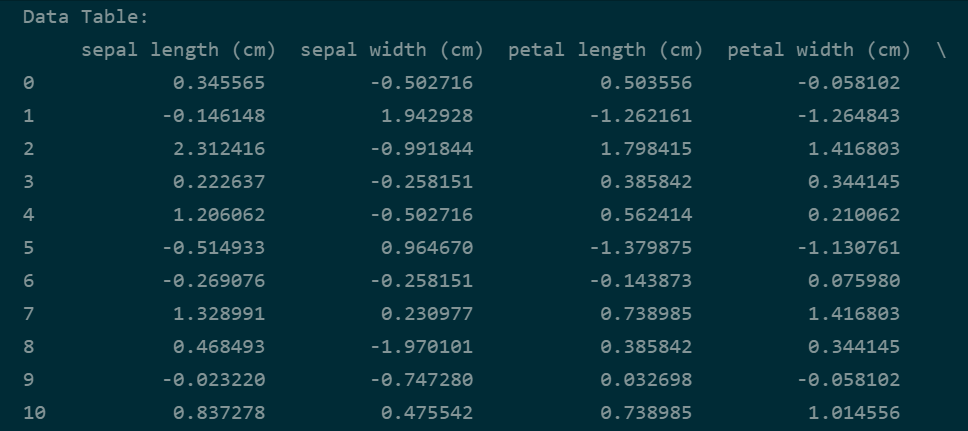 Data Table:
sepal length (cm) sepal width (cm) petal length (cm) petal width (cm) \
0 0.345565 -0.502716 0.503556 -0.058102
1 -0.146148 1.942928 -1.262161 -1.264843
2 2.312416 -0.991844 1.798415 1.416803
3 0.222637 -0.258151 0.385842 0.344145
4 1.206062 -0.502716 0.562414 0.210062
5 -0.514933 0.964670 -1.379875 -1.130761
6 -0.269076 -0.258151 -0.143873 0.075980
7 1.328991 0.230977 0.738985 1.416803
8 0.468493 -1.970101 0.385842 0.344145
9 -0.023220 -0.747280 0.032698 -0.058102
10 0.837278 0.475542 0.738985 1.014556